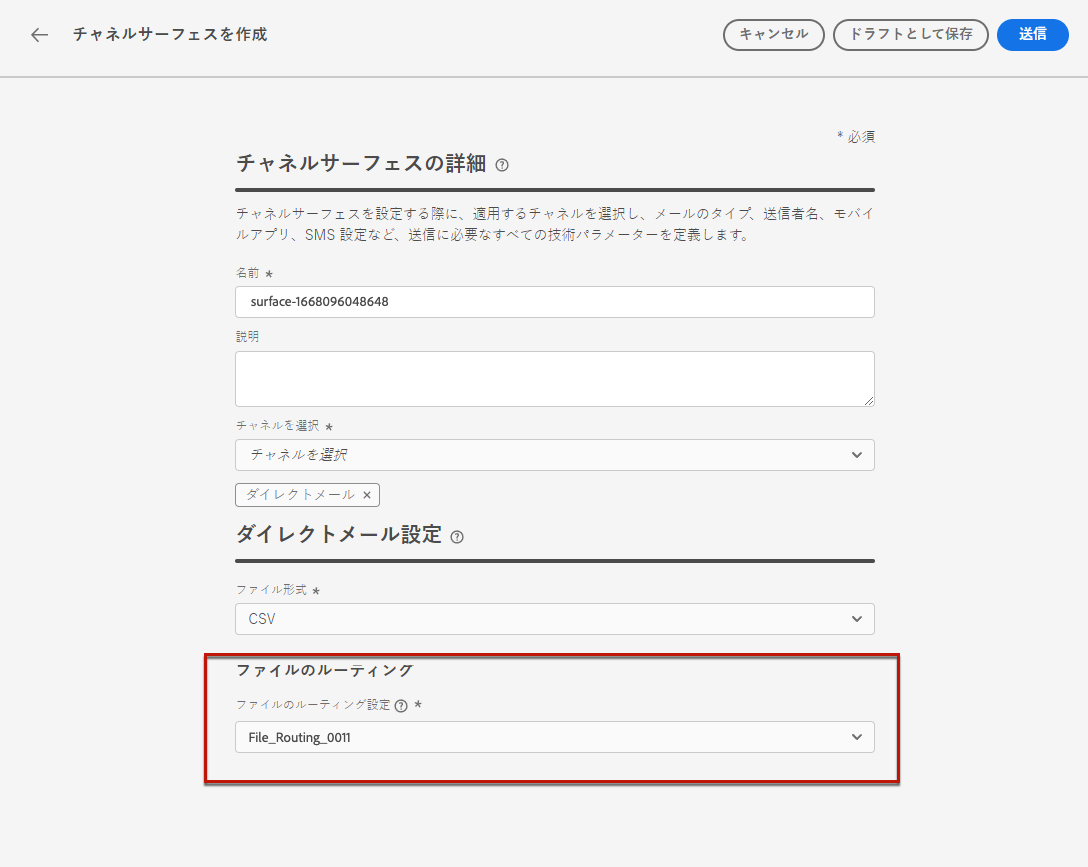 チャネルサーフェスを作成
キャンセル
ドラフトとして保存
送信
* 必須
チャネルサーフェスの詳細
チャネルサーフェスを設定する際に、適用するチャネルを選択し、メールのタイプ、送信者名、モバイ
ルアプリ、SMS 設定など、送信に必要なすべての技術パラメーターを定義します。
名前 *
surface-1668096048648
説明
チャネルを選択 *
チャネルを選択
ダイレクトメール ×
ダイレクトメール設定
ファイル形式 *
CSV
ファイルのルーティング
ファイルのルーティング設定 *
File_Routing_0011